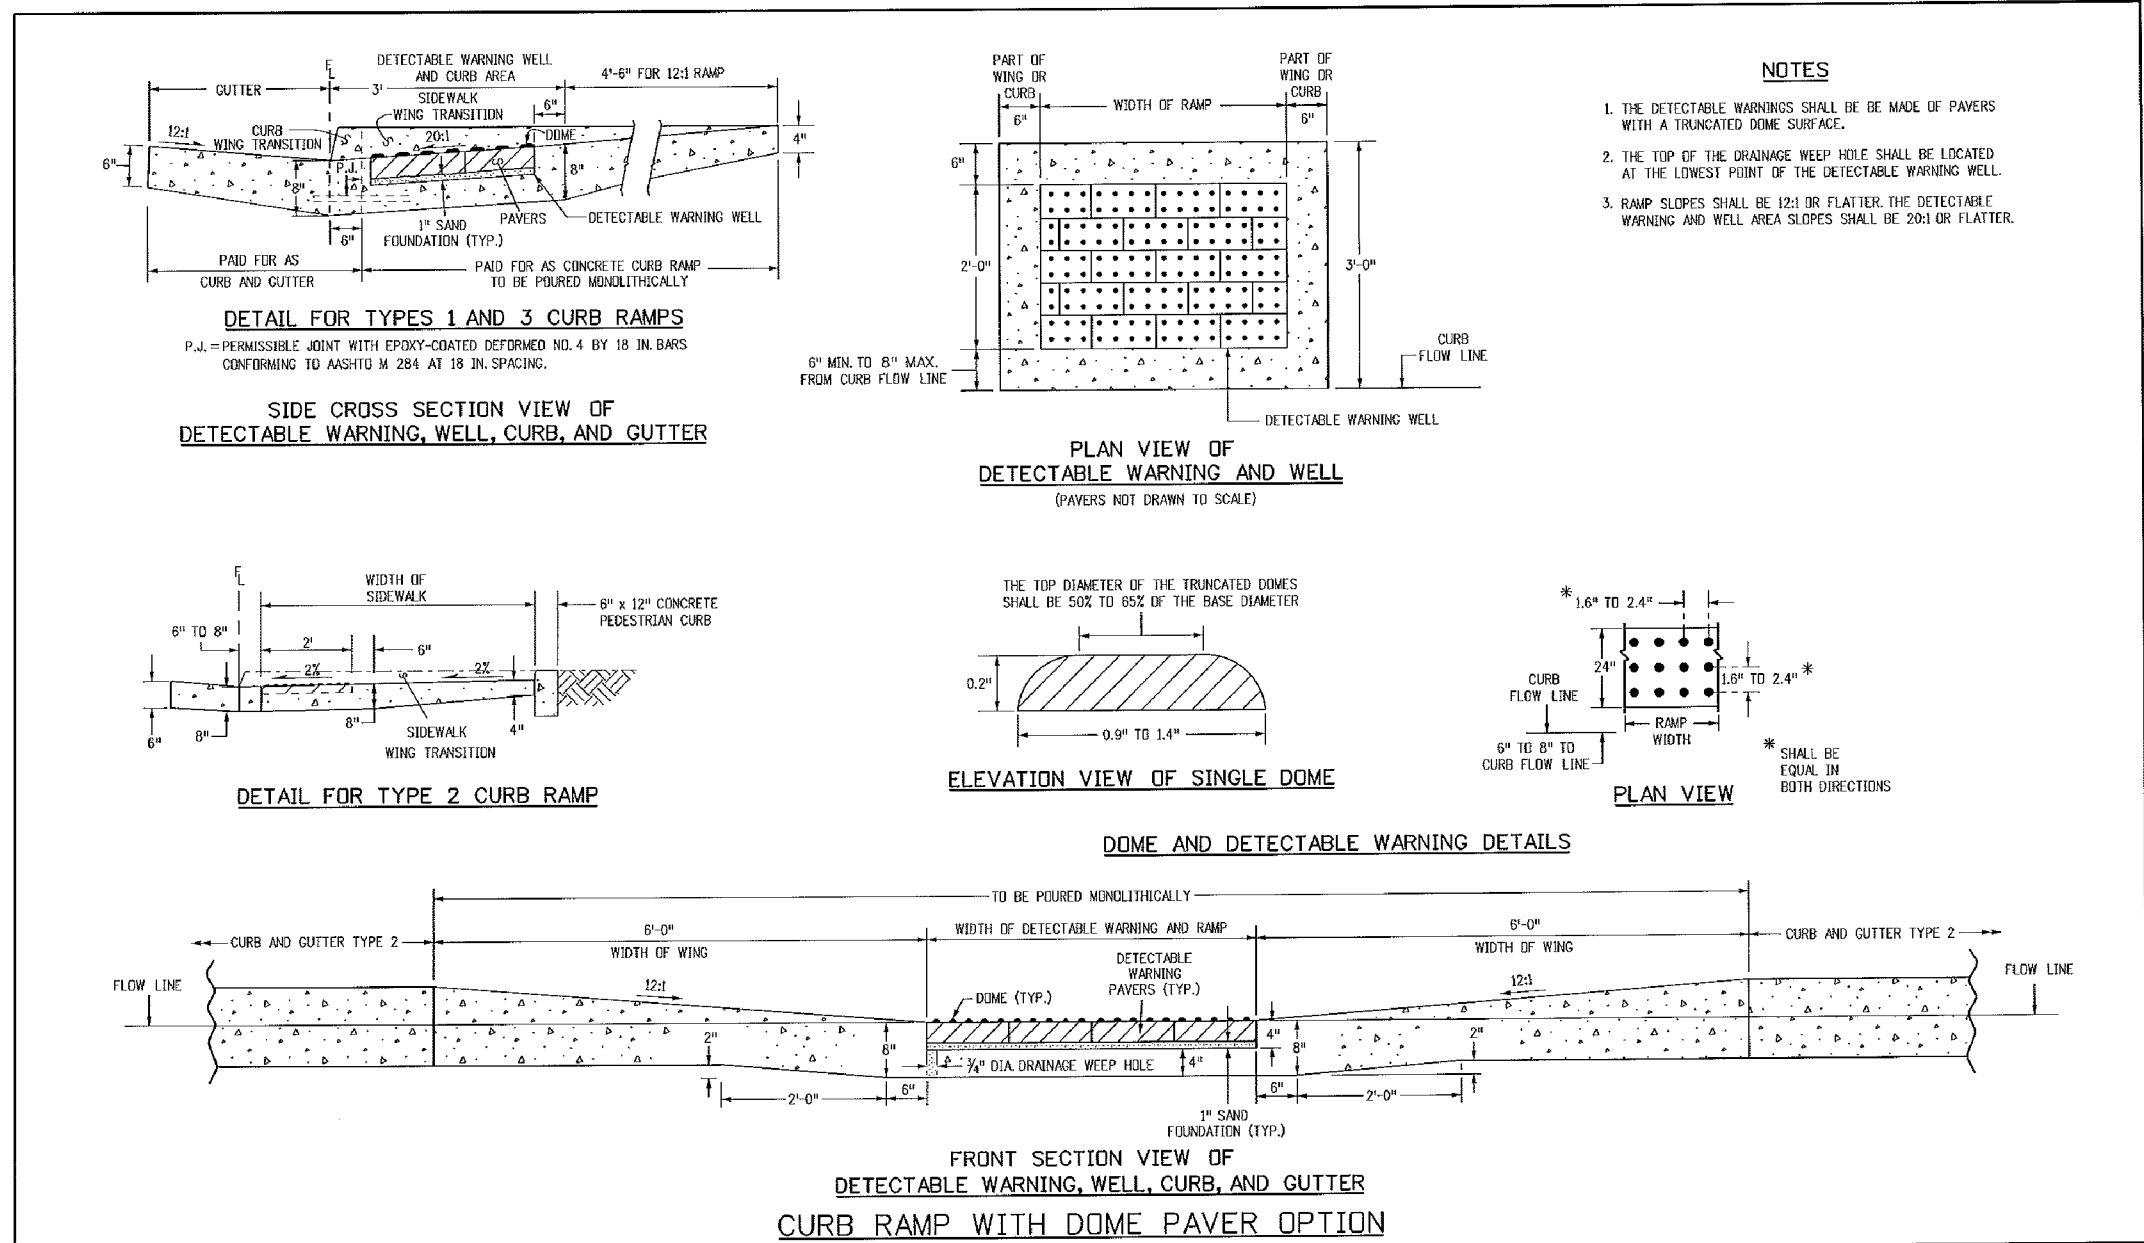 DETECTABLE WARNING WELL
AND CURB AREA
FL
GUTTER
3'
4'-6" FOR 12:1 RAMP
SIDEWALK
WING TRANSITION
6"
12:1
CURB
WING TRANSITION
20:1
DOME
4"
6"
P.J.
8"
8"
PAVERS
DETECTABLE WARNING WELL
1" SAND
FOUNDATION (TYP.)
6"
PAID FOR AS
CURB AND GUTTER
PAID FOR AS CONCRETE CURB RAMP
TO BE POURED MONOLITHICALLY
DETAIL FOR TYPES 1 AND 3 CURB RAMPS
P.J. = PERMISSIBLE JOINT WITH EPOXY-COATED DEFORMED NO. 4 BY 18 IN. BARS
CONFORMING TO AASHTO M 284 AT 18 IN. SPACING.
SIDE CROSS SECTION VIEW OF
DETECTABLE WARNING, WELL, CURB, AND GUTTER
PART OF
WING OR
CURB
PART OF
WING OR
CURB
WIDTH OF RAMP
6"
6"
6"
2'-0"
3'-0"
6" MIN. TO 8" MAX.
FROM CURB FLOW LINE
CURB
FLOW LINE
DETECTABLE WARNING WELL
PLAN VIEW OF
DETECTABLE WARNING AND WELL
(PAVERS NOT DRAWN TO SCALE)
NOTES
1. THE DETECTABLE WARNINGS SHALL BE BE MADE OF PAVERS
WITH A TRUNCATED DOME SURFACE.
2. THE TOP OF THE DRAINAGE WEEP HOLE SHALL BE LOCATED
AT THE LOWEST POINT OF THE DETECTABLE WARNING WELL.
3. RAMP SLOPES SHALL BE 12:1 OR FLATTER. THE DETECTABLE
WARNING AND WELL AREA SLOPES SHALL BE 20:1 OR FLATTER.
FL
WIDTH OF
SIDEWALK
6" x 12" CONCRETE
PEDESTRIAN CURB
6" TO 8"
2'
6"
2%
2%
6"
8"
8"
4"
SIDEWALK
WING TRANSITION
DETAIL FOR TYPE 2 CURB RAMP
THE TOP DIAMETER OF THE TRUNCATED DOMES
SHALL BE 50% TO 65% OF THE BASE DIAMETER
0.2"
0.9" TO 1.4"
ELEVATION VIEW OF SINGLE DOME
* 1.6" TO 2.4"
24"
1.6" TO 2.4" *
CURB
FLOW LINE
RAMP
WIDTH
6" TO 8" TO
CURB FLOW LINE
* SHALL BE
EQUAL IN
BOTH DIRECTIONS
PLAN VIEW
DOME AND DETECTABLE WARNING DETAILS
TO BE POURED MONOLITHICALLY
CURB AND GUTTER TYPE 2
6'-0"
WIDTH OF WING
WIDTH OF DETECTABLE WARNING AND RAMP
6'-0"
WIDTH OF WING
CURB AND GUTTER TYPE 2
FLOW LINE
12:1
DOME (TYP.)
DETECTABLE
WARNING
PAVERS (TYP.)
12:1
FLOW LINE
2"
8"
3/4" DIA. DRAINAGE WEEP HOLE
4"
4"
8"
2"
2'-0"
6"
6"
2'-0"
1" SAND
FOUNDATION (TYP.)
FRONT SECTION VIEW OF
DETECTABLE WARNING, WELL, CURB, AND GUTTER
CURB RAMP WITH DOME PAVER OPTION